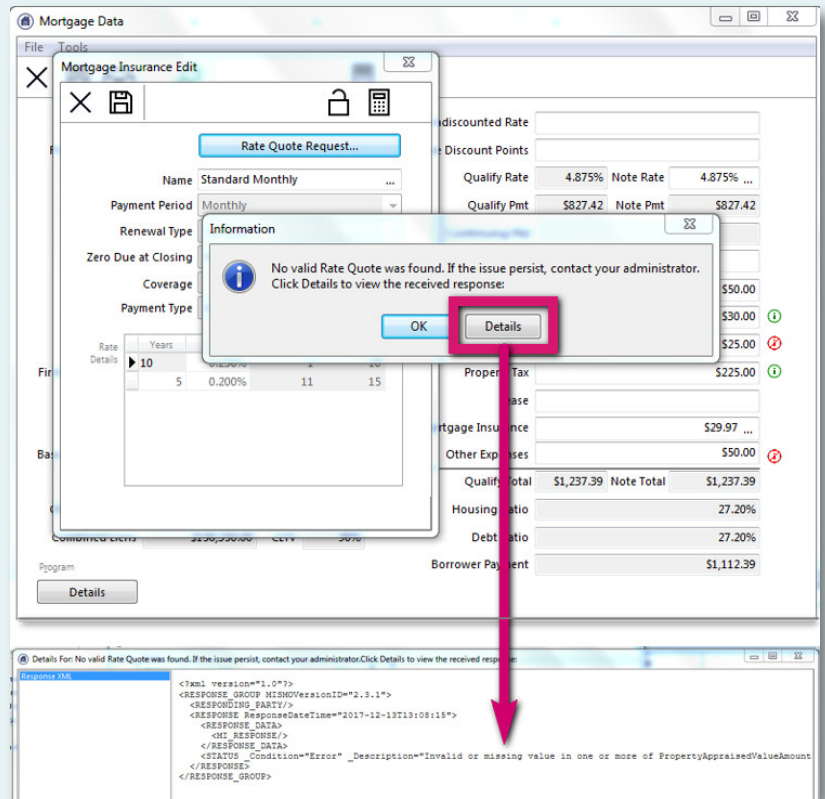 Mortgage Data
File Tools
Mortgage Insurance Edit
Rate Quote Request...
Name Standard Monthly ...
Payment Period Monthly
Renewal Type
Zero Due at Closing
Coverage
Payment Type
Rate Details
Years
10
5 0.200% 11 15
Discount Points
Qualify Rate 4.875% Note Rate 4.875% ...
Qualify Pmt $827.42 Note Pmt $827.42
Information
No valid Rate Quote was found. If the issue persist, contact your administrator.
Click Details to view the received response:
OK Details
$50.00
$30.00
$25.00
Property Tax $225.00
$29.97 ...
Other Expenses $50.00
Qualify Total $1,237.39 Note Total $1,237.39
Housing Ratio 27.20%
Debt Ratio 27.20%
Borrower Payment $1,112.39
Program
Details
Details For: No valid Rate Quote was found. If the issue persist, contact your administrator.Click Details to view the received response:
Response XML
<?xml version="1.0"?>
<RESPONSE_GROUP MISMOVersionID="2.3.1">
<RESPONDING_PARTY/>
<RESPONSE ResponseDateTime="2017-12-13T13:08:15">
<RESPONSE_DATA>
<MI_RESPONSE/>
</RESPONSE_DATA>
<STATUS _Condition="Error" _Description="Invalid or missing value in one or more of PropertyAppraisedValueAmount
</RESPONSE>
</RESPONSE_GROUP>